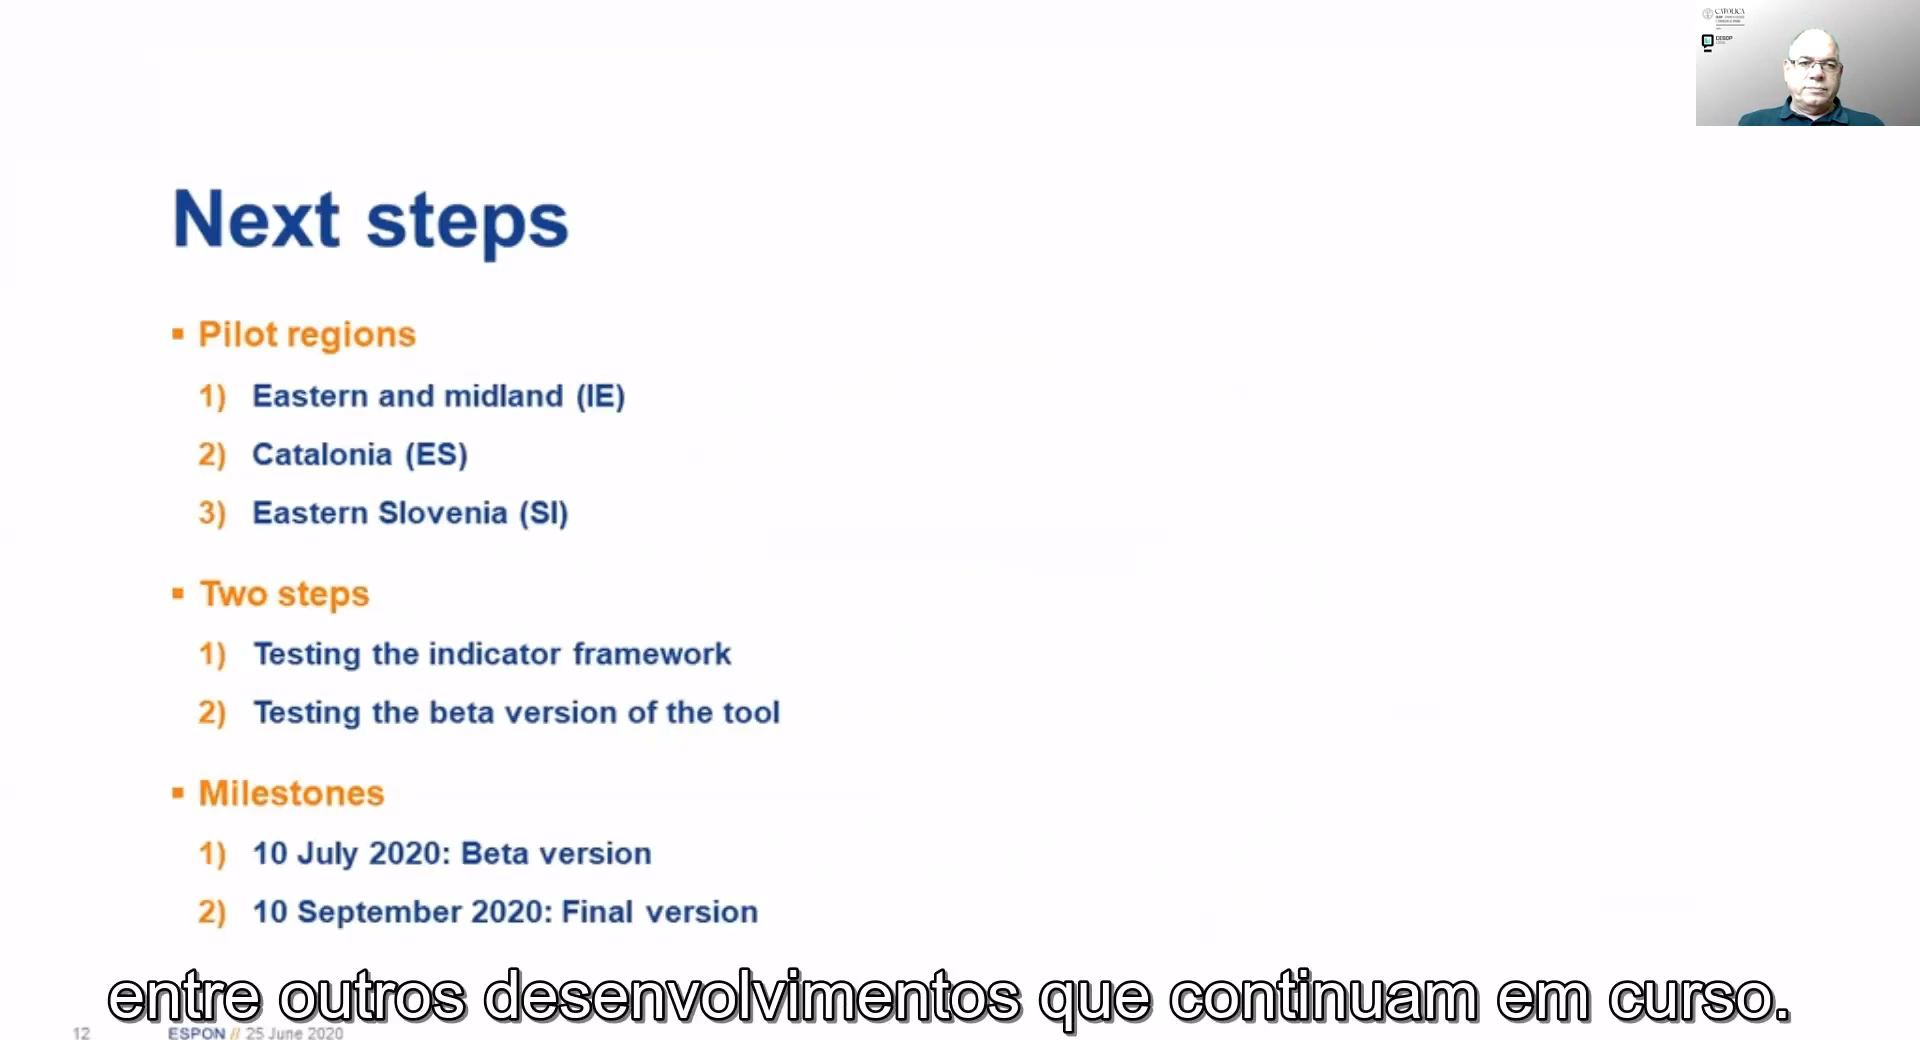 CATOLICA
CESOP
Next steps
▪ Pilot regions
1) Eastern and midland (IE)
2) Catalonia (ES)
3) Eastern Slovenia (SI)
▪ Two steps
1) Testing the indicator framework
2) Testing the beta version of the tool
▪ Milestones
1) 10 July 2020: Beta version
2) 10 September 2020: Final version
entre outros desenvolvimentos que continuam em curso.
12 ESPON // 25 June 2020